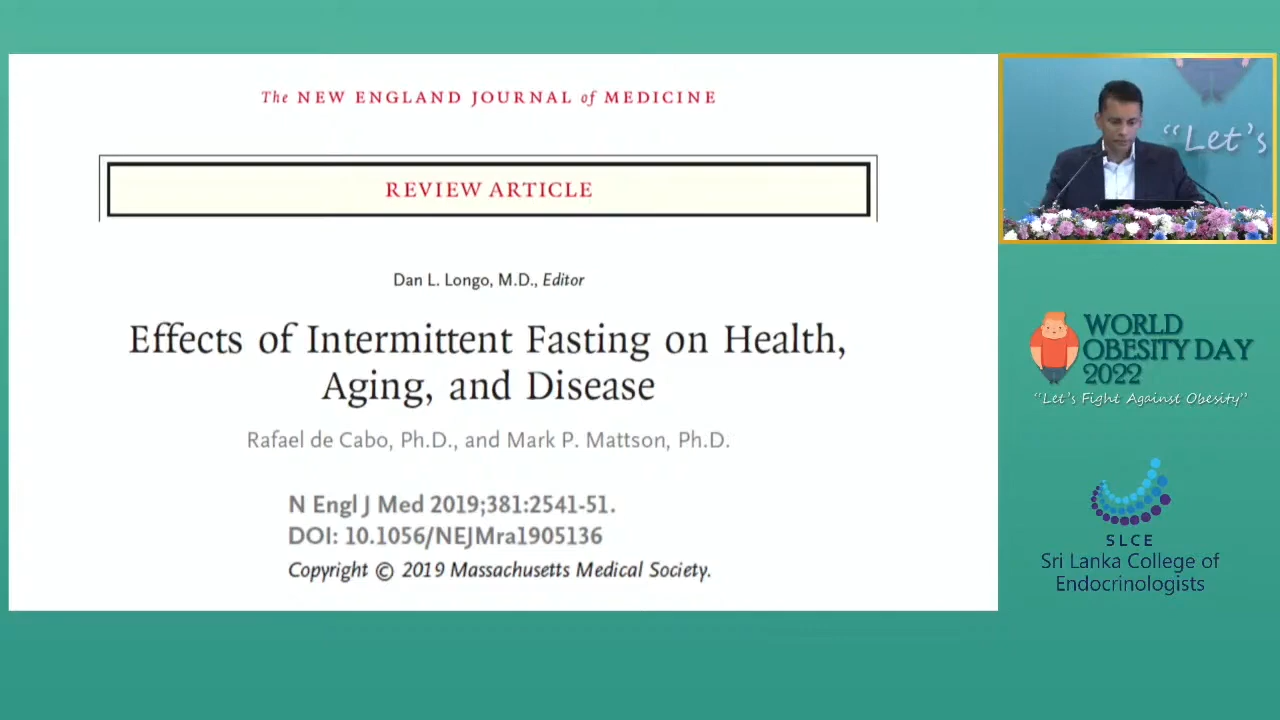 The NEW ENGLAND JOURNAL of MEDICINE
REVIEW ARTICLE
Dan L. Longo, M.D., Editor
Effects of Intermittent Fasting on Health,
Aging, and Disease
Rafael de Cabo, Ph.D., and Mark P. Mattson, Ph.D.
N Engl J Med 2019;381:2541-51.
DOI: 10.1056/NEJMra1905136
Copyright © 2019 Massachusetts Medical Society.
“Let’s
WORLD
OBESITY DAY
2022
“Let’s Fight Against Obesity”
SLCE
Sri Lanka College of
Endocrinologists